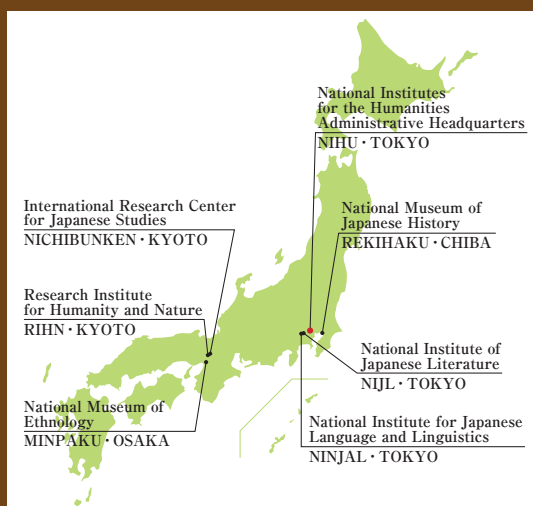 National Institutes
for the Humanities
Administrative Headquarters
NIHU・TOKYO
International Research Center
for Japanese Studies
NICHIBUNKEN・KYOTO
National Museum of
Japanese History
REKIHAKU・CHIBA
Research Institute
for Humanity and Nature
RIHN・KYOTO
National Institute of
Japanese Literature
NIJL・TOKYO
National Museum of
Ethnology
MINPAKU・OSAKA
National Institute for Japanese
Language and Linguistics
NINJAL・TOKYO